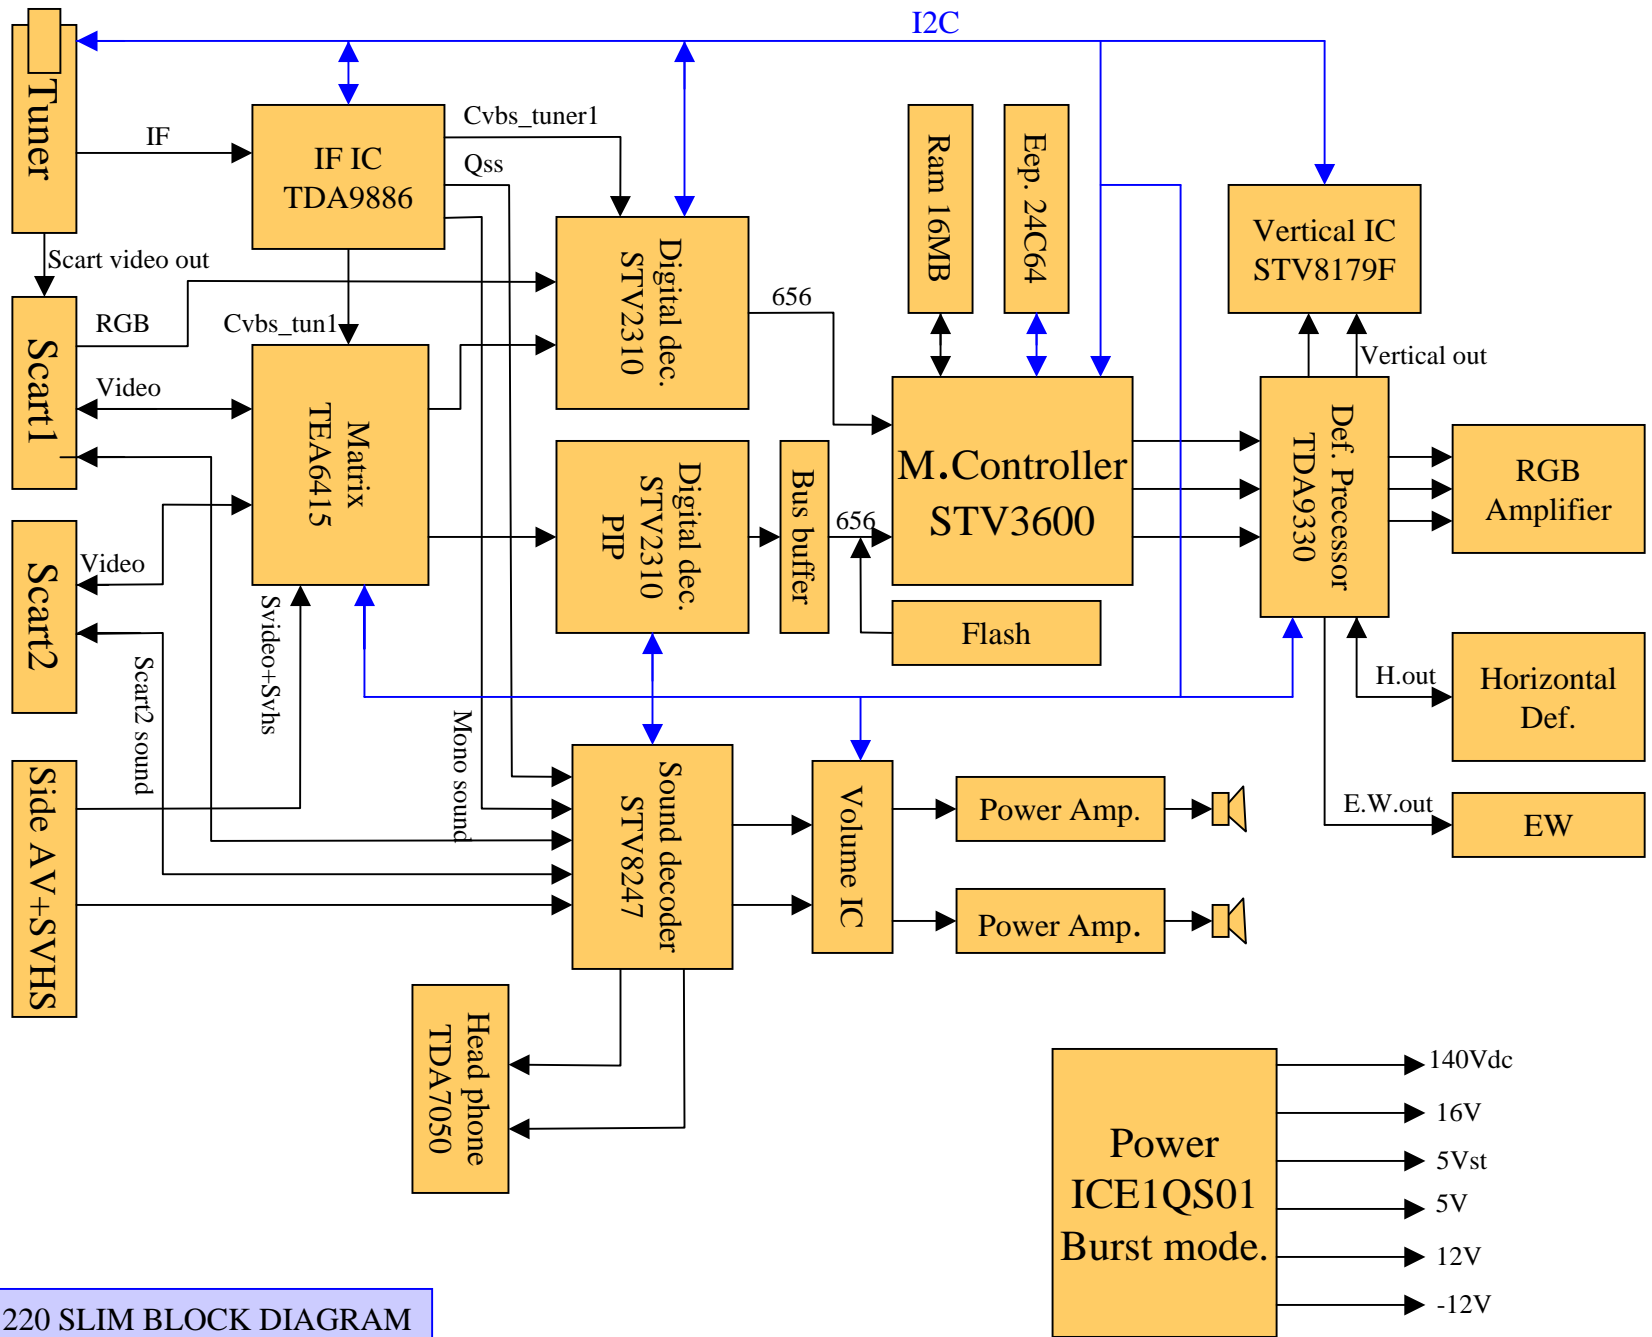 I2C
Tuner
IF
IF IC
TDA9886
Cvbs_tuner1
Qss
Ram 16MB
Eep. 24C64
Vertical IC
STV8179F
Scart video out
Digital dec.
STV2310
656
RGB
Cvbs_tun1
Scart1
Video
Matrix
TEA6415
Vertical out
M.Controller
STV3600
Def. Precessor
TDA9330
RGB
Amplifier
Digital dec.
STV2310
PIP
Bus buffer
656
Scart2
Video
Svideo+Svhs
Scart2 sound
Flash
H.out
Horizontal
Def.
Mono sound
Side AV+SVHS
Sound decoder
STV8247
Volume IC
Power Amp.
E.W.out
EW
Power Amp.
Head phone
TDA7050
Power
ICE1QS01
Burst mode.
140Vdc
16V
5Vst
5V
12V
-12V
220 SLIM BLOCK DIAGRAM